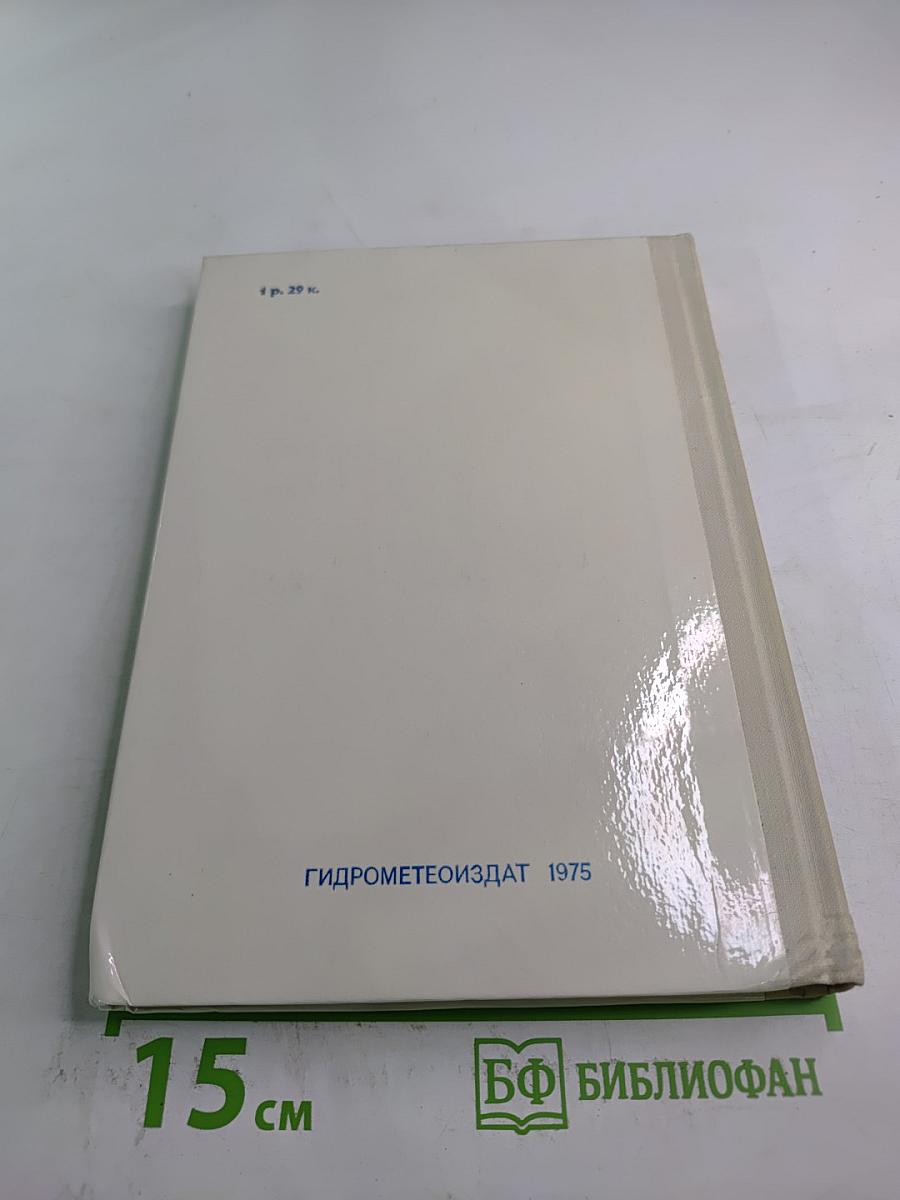 1 р. 29 к.
ГИДРОМЕТЕОИЗДАТ 1975
15 см
БФ БИБЛИОФАН